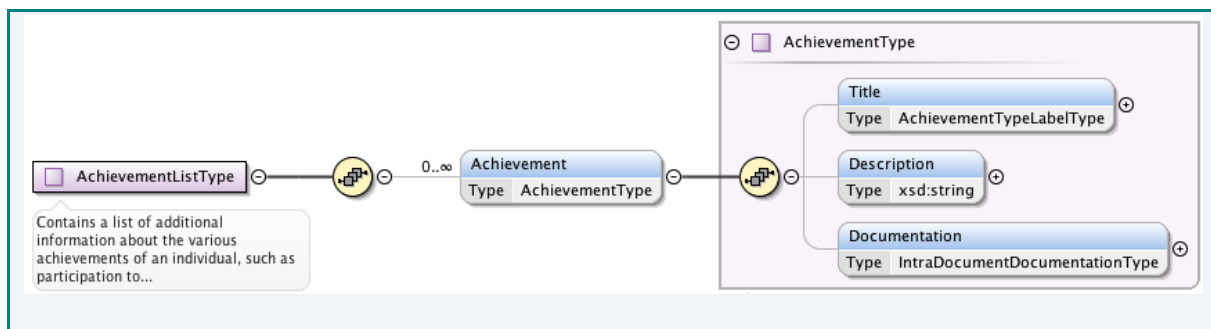 AchievementType
Title
Type AchievementTypeLabelType
AchievementListType
0..∞
Achievement
Type AchievementType
Description
Type xsd:string
Contains a list of additional
information about the various
achievements of an individual, such as
participation to...
Documentation
Type IntraDocumentDocumentationType